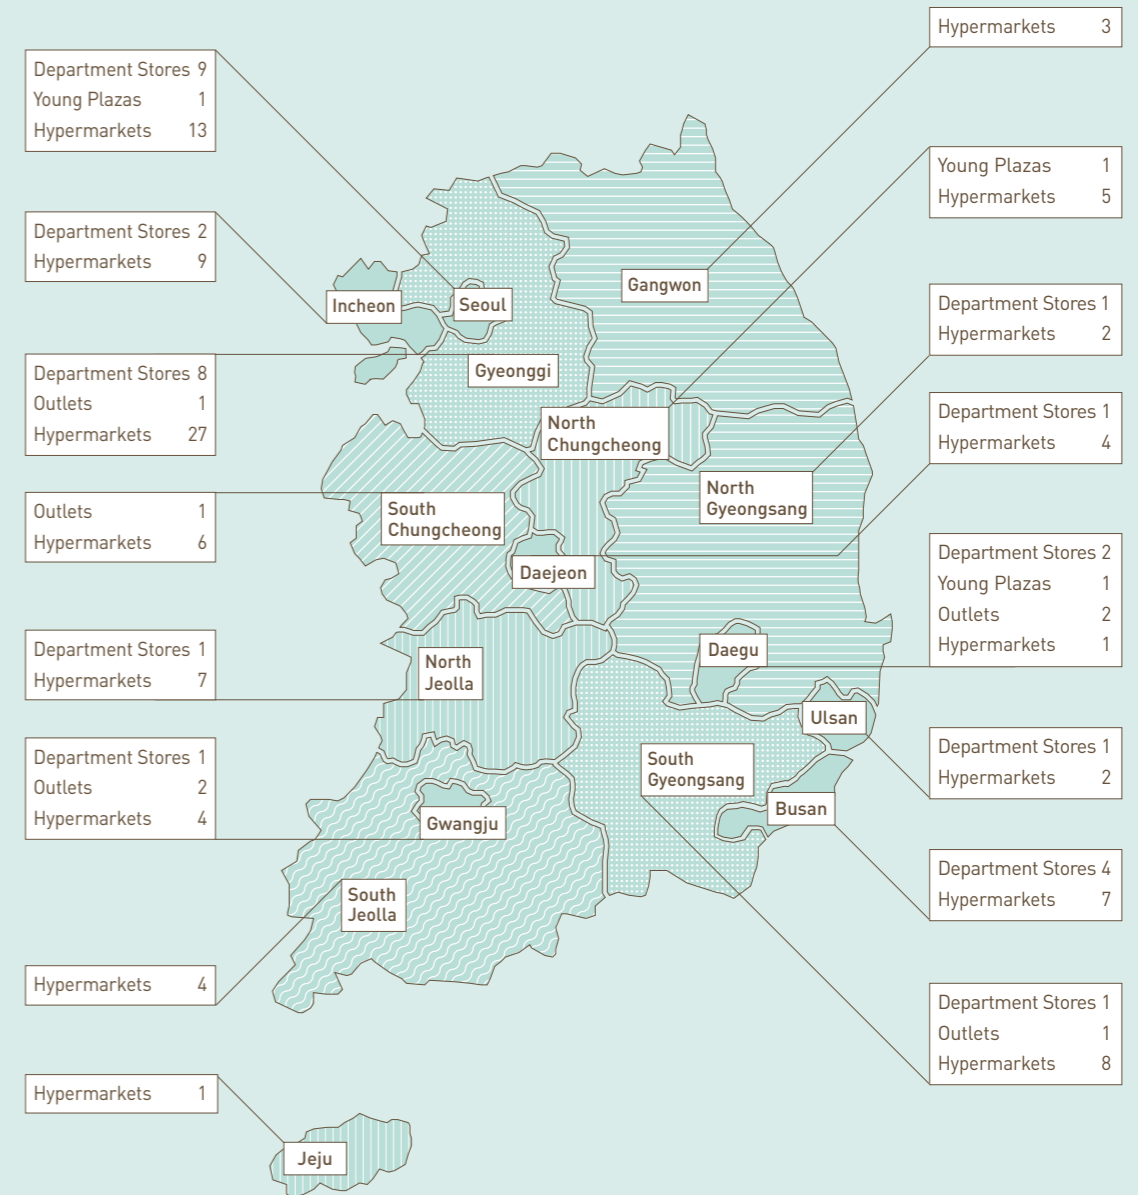 Hypermarkets 3
Department Stores 9
Young Plazas 1
Hypermarkets 13
Young Plazas 1
Hypermarkets 5
Department Stores 2
Hypermarkets 9
Gangwon
Incheon
Seoul
Department Stores 1
Hypermarkets 2
Department Stores 8
Outlets 1
Hypermarkets 27
Gyeonggi
North
Chungcheong
Department Stores 1
Hypermarkets 4
Outlets 1
Hypermarkets 6
South
Chungcheong
North
Gyeongsang
Daejeon
Department Stores 2
Young Plazas 1
Outlets 2
Hypermarkets 1
Department Stores 1
Hypermarkets 7
North
Jeolla
Daegu
Ulsan
Department Stores 1
Outlets 2
Hypermarkets 4
South
Gyeongsang
Department Stores 1
Hypermarkets 2
Busan
Gwangju
Department Stores 4
Hypermarkets 7
South
Jeolla
Hypermarkets 4
Department Stores 1
Outlets 1
Hypermarkets 8
Hypermarkets 1
Jeju